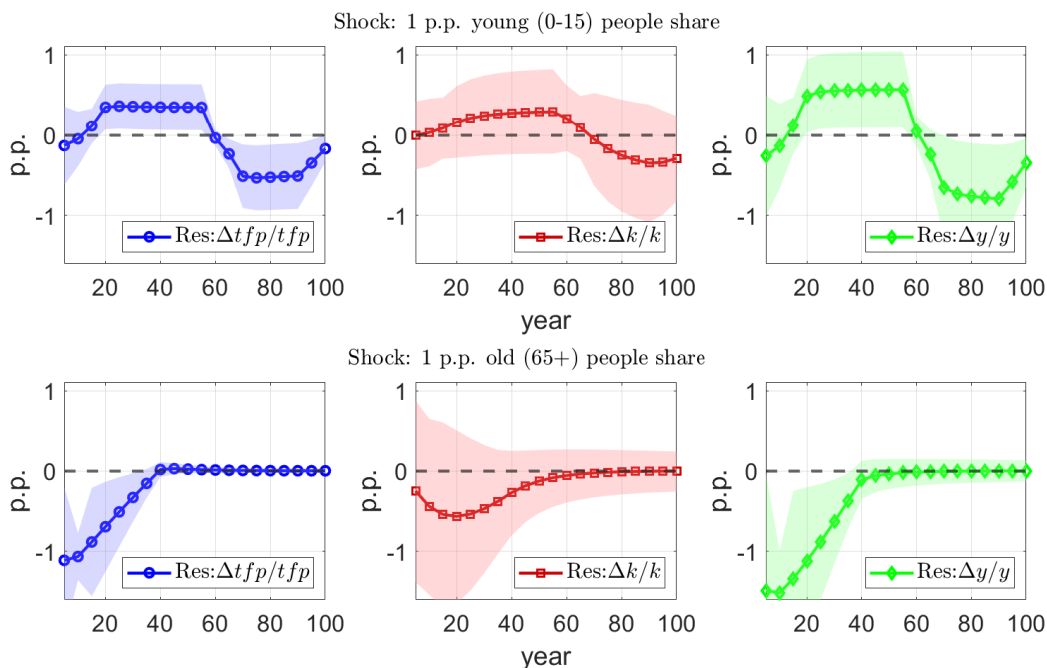 Shock: 1 p.p. young (0-15) people share
1
0
-1
p.p.
Res:Δtfp/tfp
20 40 60 80 100
1
0
-1
p.p.
Res:Δk/k
20 40 60 80 100
year
1
0
-1
p.p.
Res:Δy/y
20 40 60 80 100
Shock: 1 p.p. old (65+) people share
1
0
-1
p.p.
Res:Δtfp/tfp
20 40 60 80 100
1
0
-1
p.p.
Res:Δk/k
20 40 60 80 100
year
1
0
-1
p.p.
Res:Δy/y
20 40 60 80 100